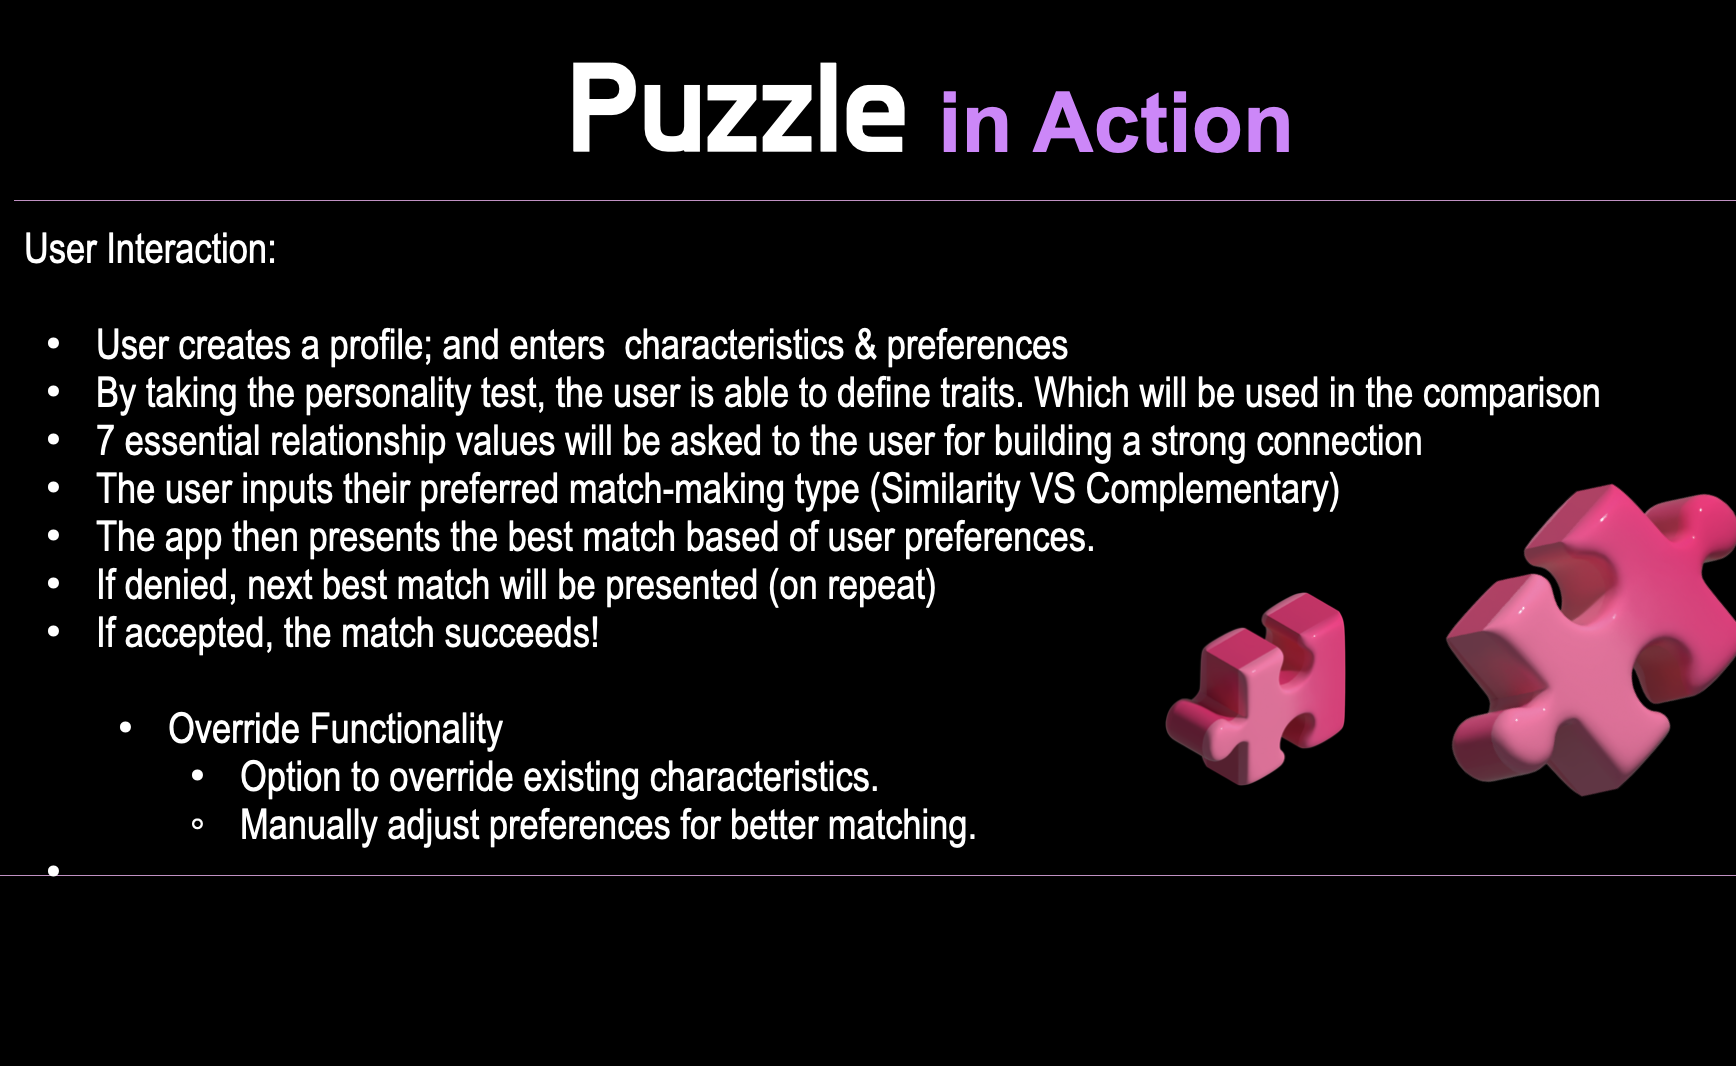 Puzzle in Action
User Interaction:
• User creates a profile; and enters  characteristics & preferences
• By taking the personality test, the user is able to define traits. Which will be used in the comparison
• 7 essential relationship values will be asked to the user for building a strong connection
• The user inputs their preferred match-making type (Similarity VS Complementary)
• The app then presents the best match based of user preferences.
• If denied, next best match will be presented (on repeat)
• If accepted, the match succeeds!
• Override Functionality
• Option to override existing characteristics.
◦ Manually adjust preferences for better matching.
•